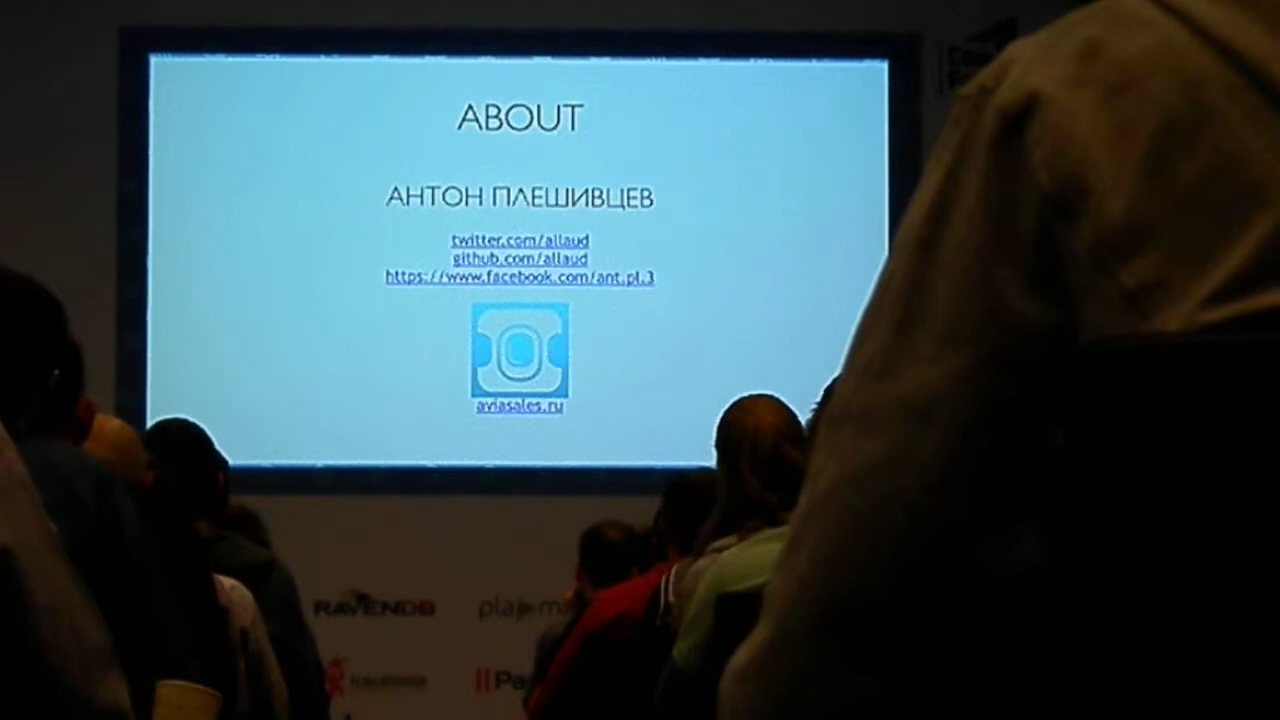 ABOUT
АНТОН ПЛЕШИВЦЕВ
twitter.com/allaud
github.com/allaud
https://www.facebook.com/ant.pl.3
aviasales.ru
RAVENDB